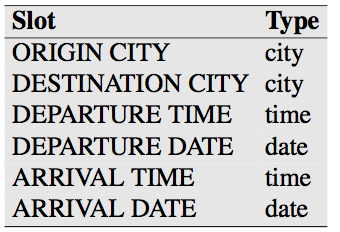 Slot Type
ORIGIN CITY city
DESTINATION CITY city
DEPARTURE TIME time
DEPARTURE DATE date
ARRIVAL TIME time
ARRIVAL DATE date